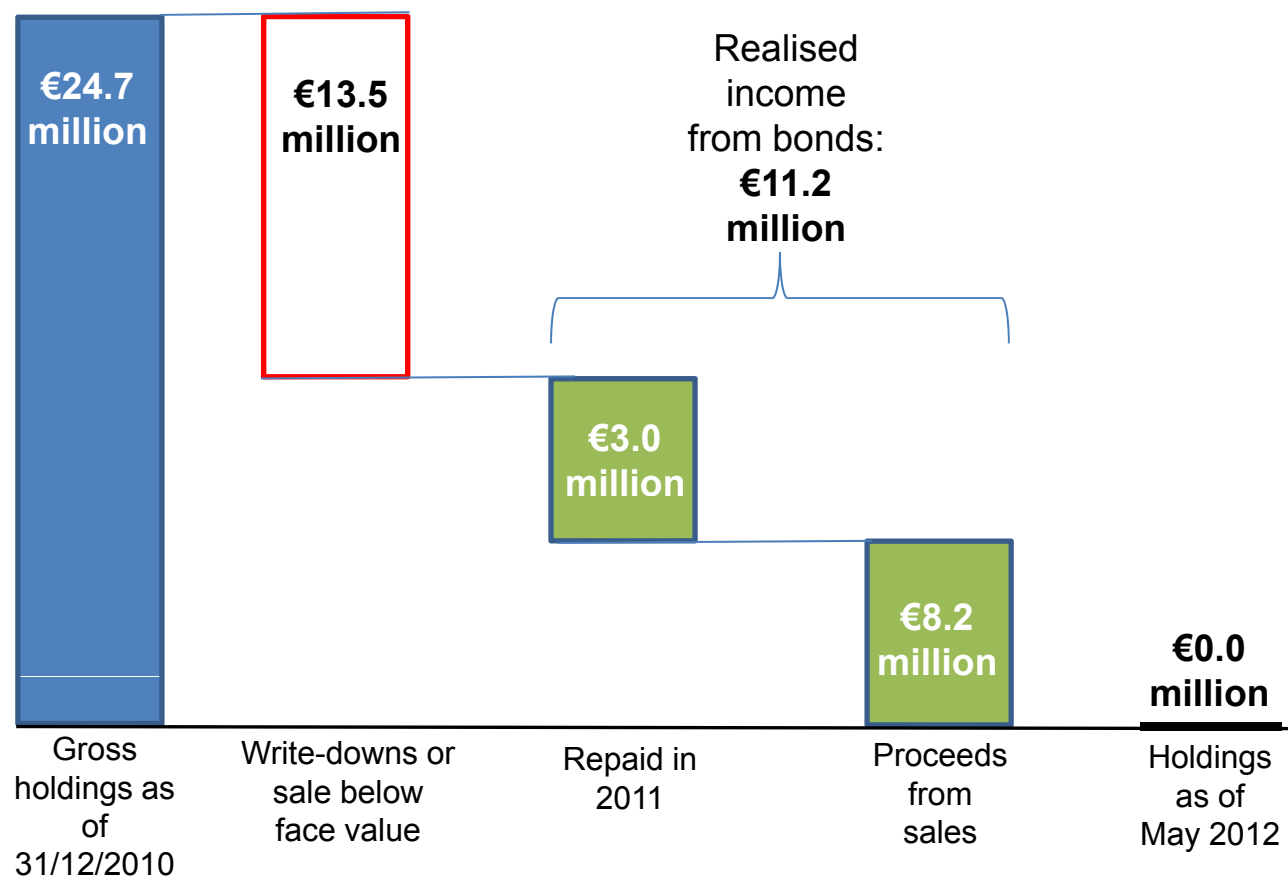 €24.7
million
€13.5
million
Realised
income
from bonds:
€11.2
million
€3.0
million
€8.2
million
€0.0
million
Gross
holdings as
of
31/12/2010
Write-downs or
sale below
face value
Repaid in
2011
Proceeds
from
sales
Holdings
as of
May 2012